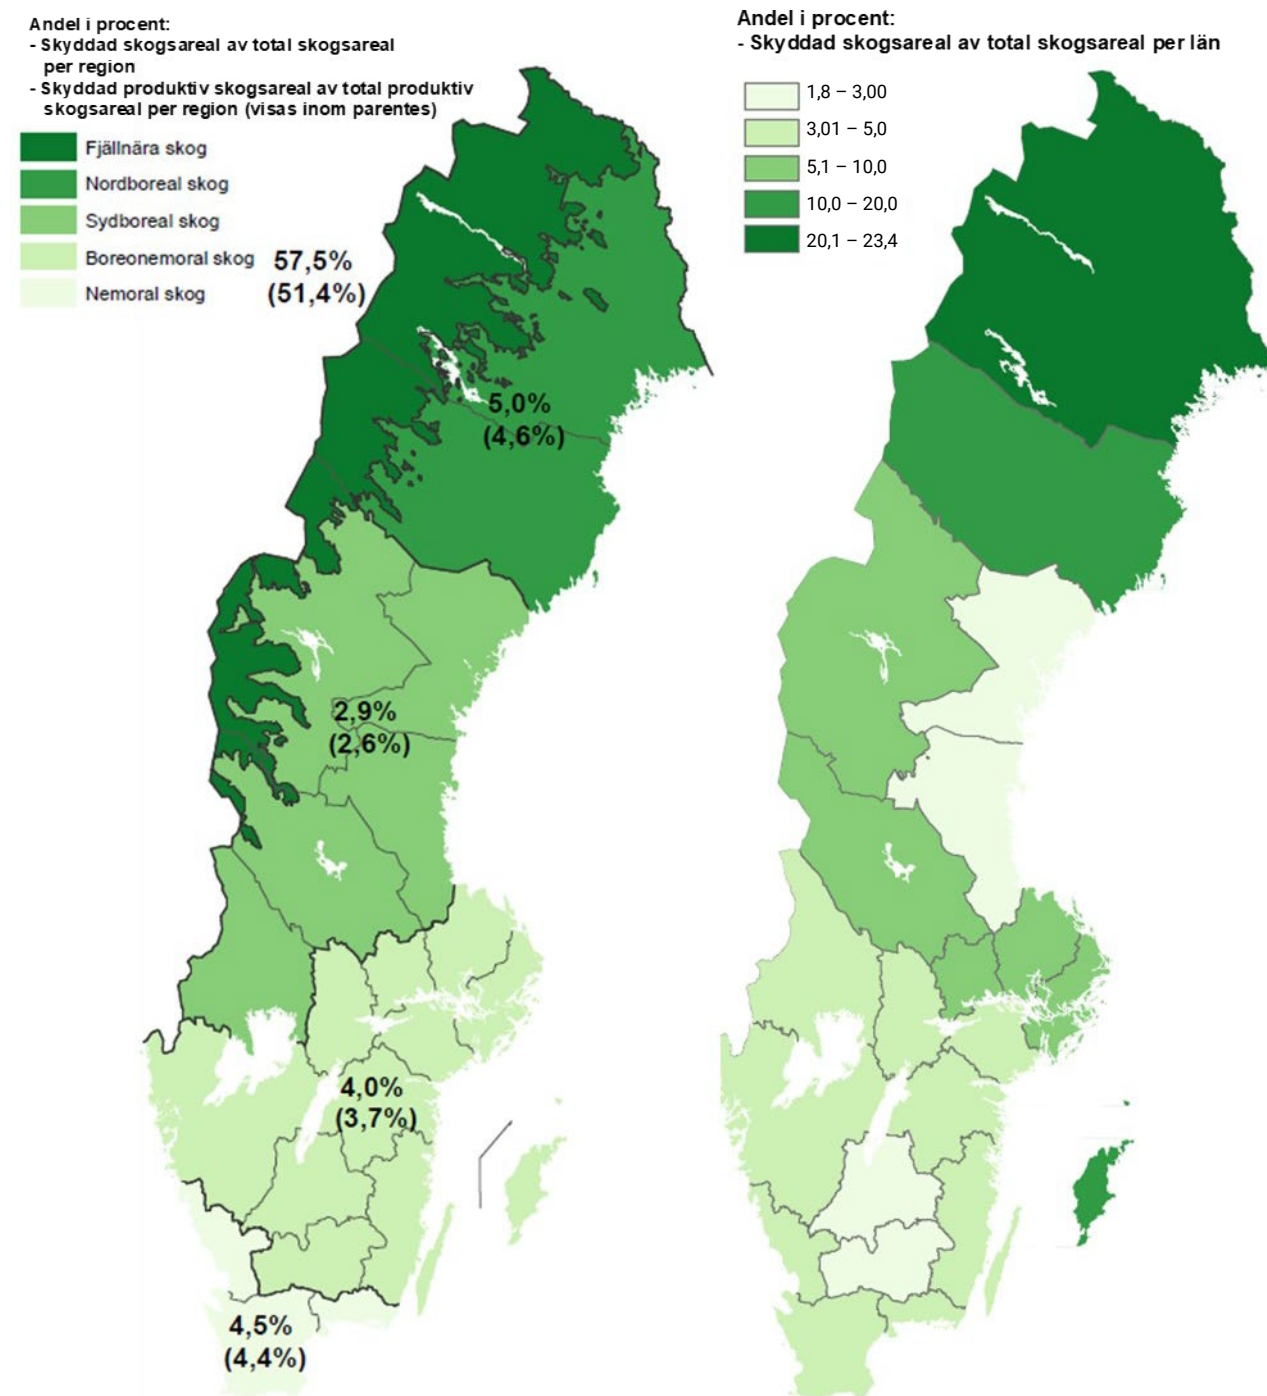 Andel i procent:
- Skyddad skogsareal av total skogsareal
per region
- Skyddad produktiv skogsareal av total produktiv
skogsareal per region (visas inom parentes)
Fjällnära skog
Nordboreal skog
Sydboreal skog
Boreonemoral skog
Nemoral skog
57,5%
(51,4%)
5,0%
(4,6%)
2,9%
(2,6%)
4,0%
(3,7%)
4,5%
(4,4%)
Andel i procent:
- Skyddad skogsareal av total skogsareal per län
1,8 – 3,00
3,01 – 5,0
5,1 – 10,0
10,0 – 20,0
20,1 – 23,4